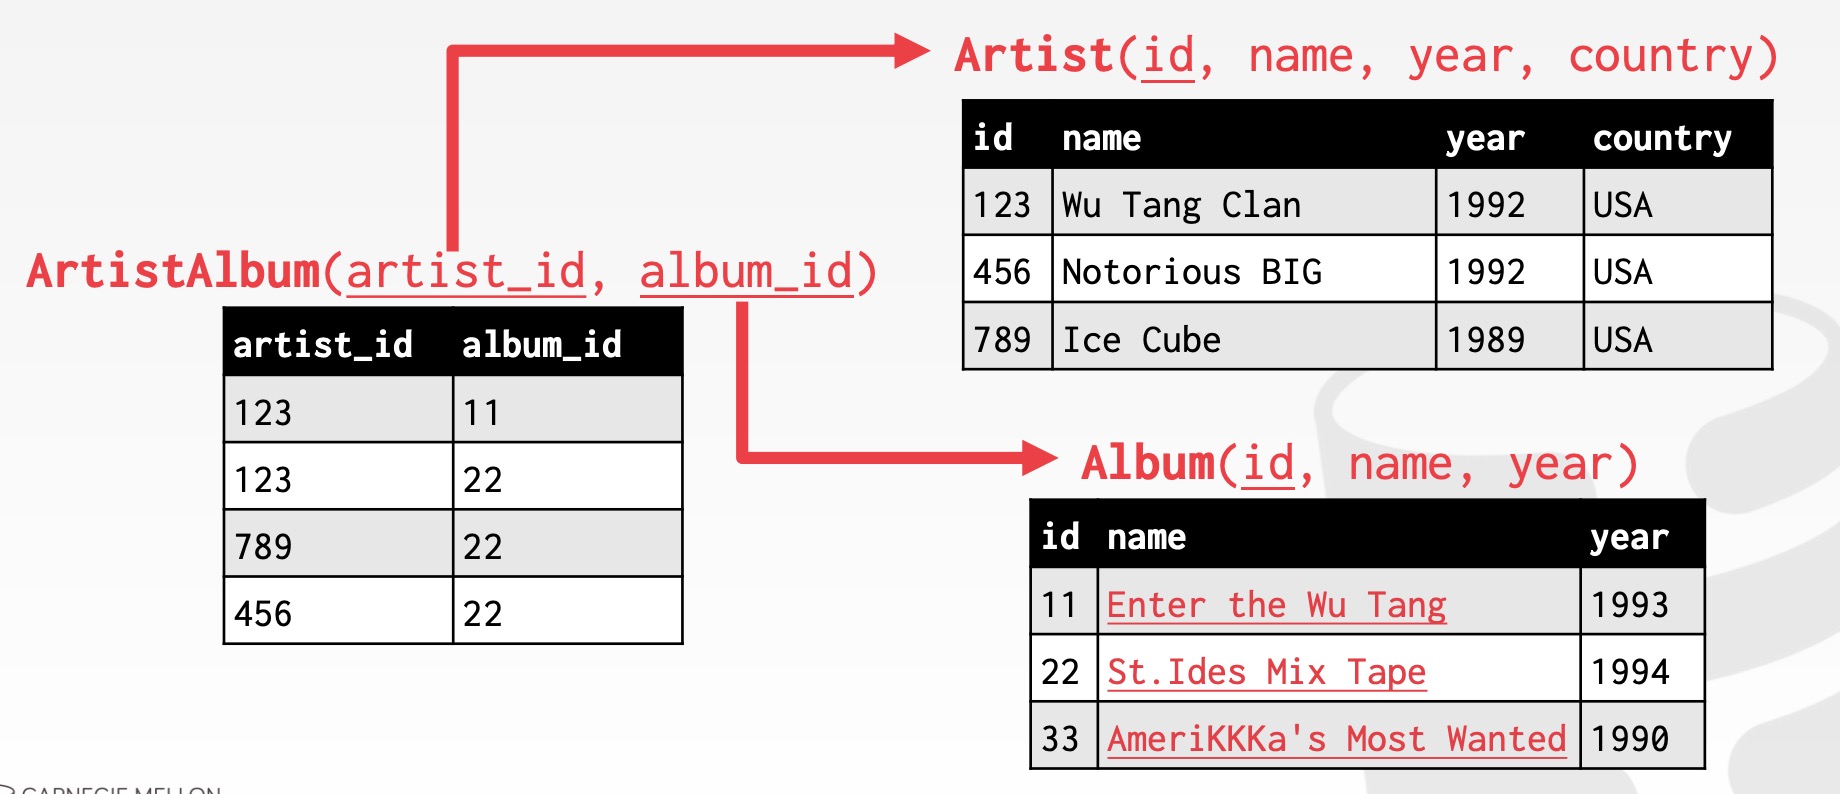 Artist(id, name, year, country)
id name year country
123 Wu Tang Clan 1992 USA
456 Notorious BIG 1992 USA
789 Ice Cube 1989 USA
ArtistAlbum(artist_id, album_id)
artist_id album_id
123 11
123 22
789 22
456 22
Album(id, name, year)
id name year
11 Enter the Wu Tang 1993
22 St.Ides Mix Tape 1994
33 AmeriKKKa's Most Wanted 1990
CARNEGIE MELLON